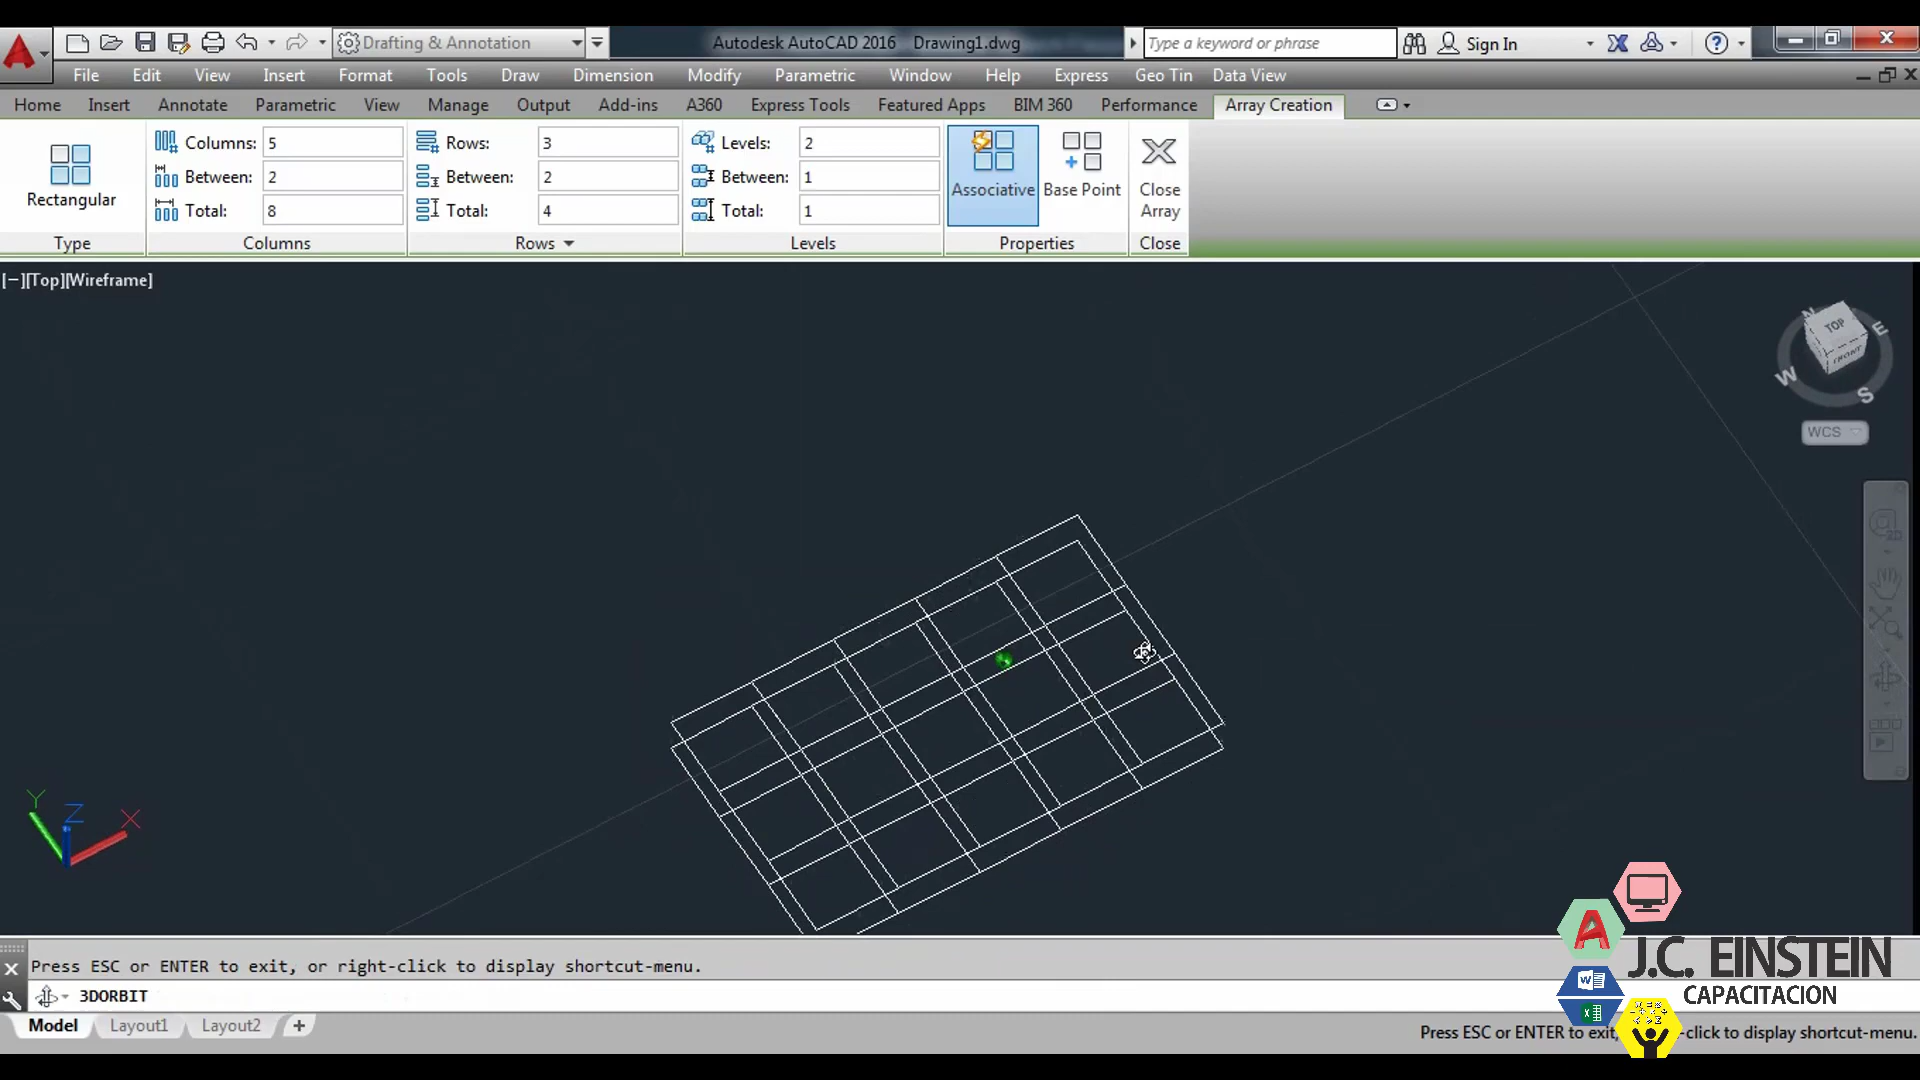 Drafting & Annotation
Autodesk AutoCAD 2016 Drawing1.dwg
Type a keyword or phrase
Sign In
File Edit View Insert Format Tools Draw Dimension Modify Parametric Window Help Express Geo Tin Data View
Home Insert Annotate Parametric View Manage Output Add-ins A360 Express Tools Featured Apps BIM 360 Performance Array Creation
Columns: 5 Rows: 3 Levels: 2
Between: 2 Between: 2 Between: 1
Rectangular Associative Base Point Close Array
Total: 8 Total: 4 Total: 1
Type Columns Rows Levels Properties Close
[−][Top][Wireframe]
N E
TOP
FRONT
W S
WCS
2D
Y Z X
Press ESC or ENTER to exit, or right-click to display shortcut-menu.
3DORBIT
A
J.C. EINSTEIN
CAPACITACION
Model Layout1 Layout2 +
Press ESC or ENTER to exit, -click to display shortcut-menu.